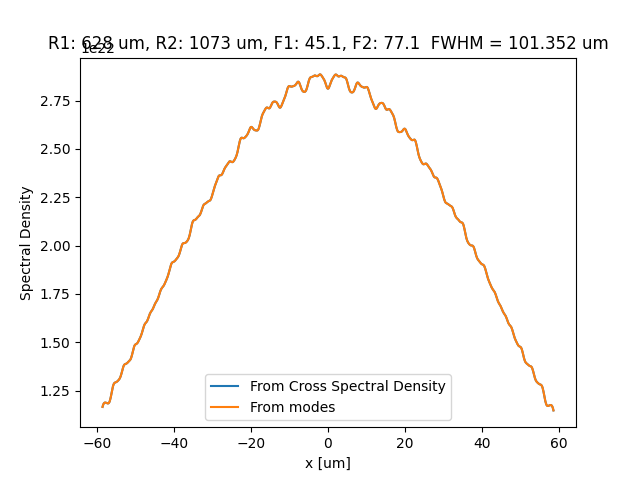 R1: 628 um, R2: 1073 um, F1: 45.1, F2: 77.1 FWHM = 101.352 um
1e22
2.75
2.50
2.25
2.00
1.75
1.50
1.25
Spectral Density
From Cross Spectral Density
From modes
−60
−40
−20
0
20
40
60
x [um]